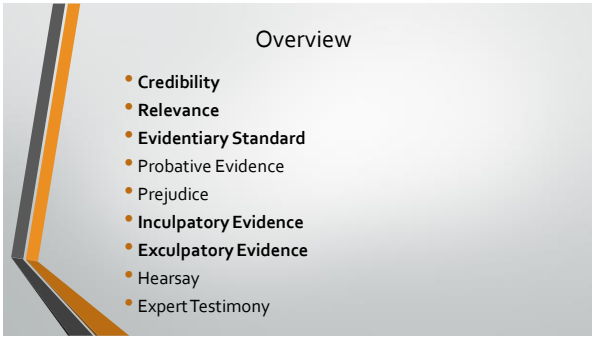 Overview
• Credibility
• Relevance
• Evidentiary Standard
• Probative Evidence
• Prejudice
• Inculpatory Evidence
• Exculpatory Evidence
• Hearsay
• Expert Testimony